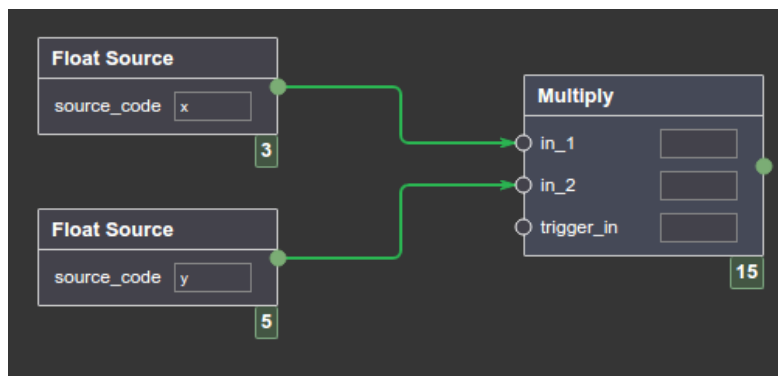 Float Source
source_code x
3
Float Source
source_code y
5
Multiply
in_1
in_2
trigger_in
15